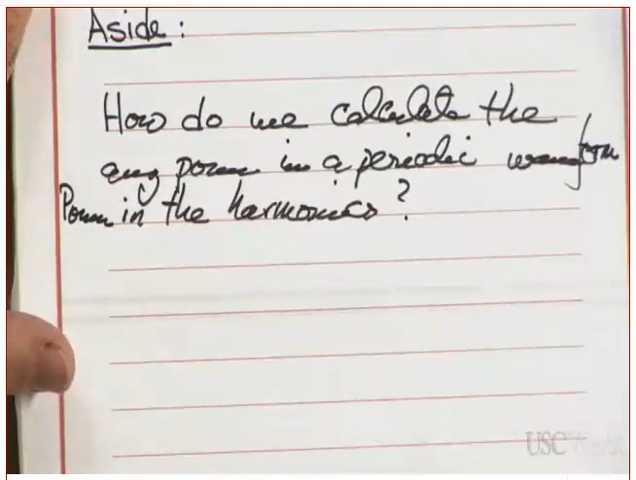 Aside:
How do we calculate the
avg power in a periodic waveform
Power in the harmonics?
USC